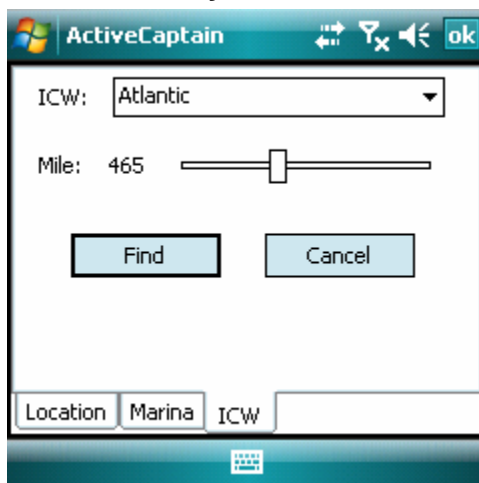 ActiveCaptain ok
ICW: Atlantic
Mile: 465
Find Cancel
Location Marina ICW